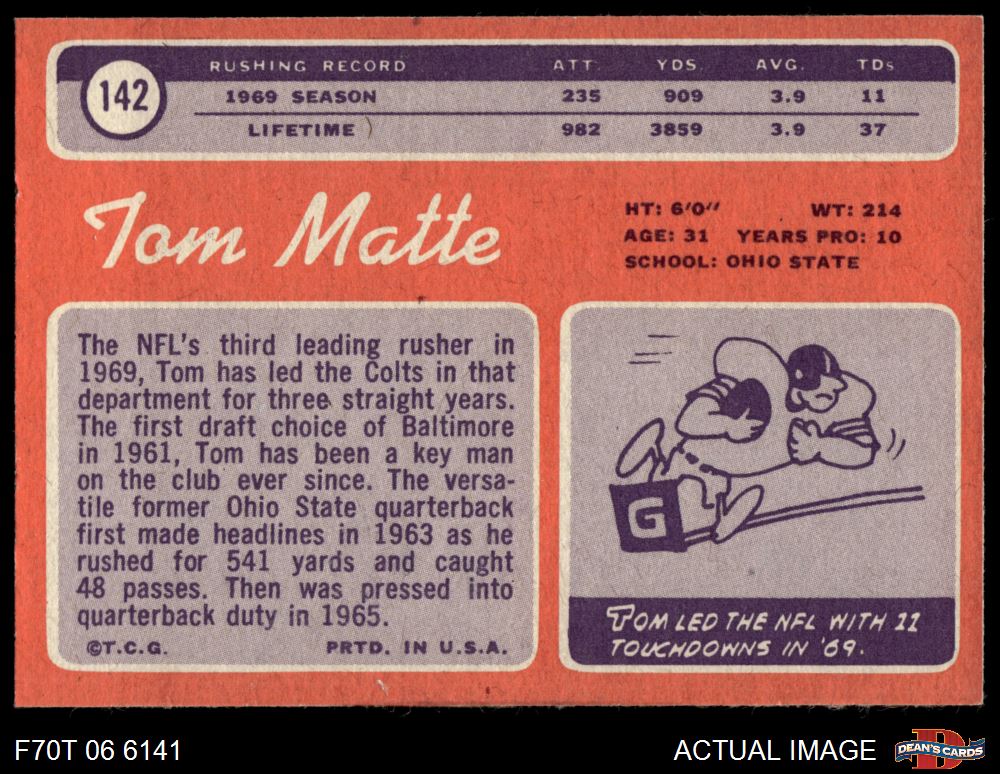 142
RUSHING RECORD ATT. YDS. AVG. TDs
1969 SEASON 235 909 3.9 11
LIFETIME 982 3859 3.9 37
Tom Matte
HT: 6'0" WT: 214
AGE: 31 YEARS PRO: 10
SCHOOL: OHIO STATE
The NFL's third leading rusher in
1969, Tom has led the Colts in that
department for three straight years.
The first draft choice of Baltimore
in 1961, Tom has been a key man
on the club ever since. The versa-
tile former Ohio State quarterback
first made headlines in 1963 as he
rushed for 541 yards and caught
48 passes. Then was pressed into
quarterback duty in 1965.
©T.C.G. PRTD. IN U.S.A.
G
TOM LED THE NFL WITH 11
TOUCHDOWNS IN '69.
F70T 06 6141
ACTUAL IMAGE
D
DEAN'S CARDS